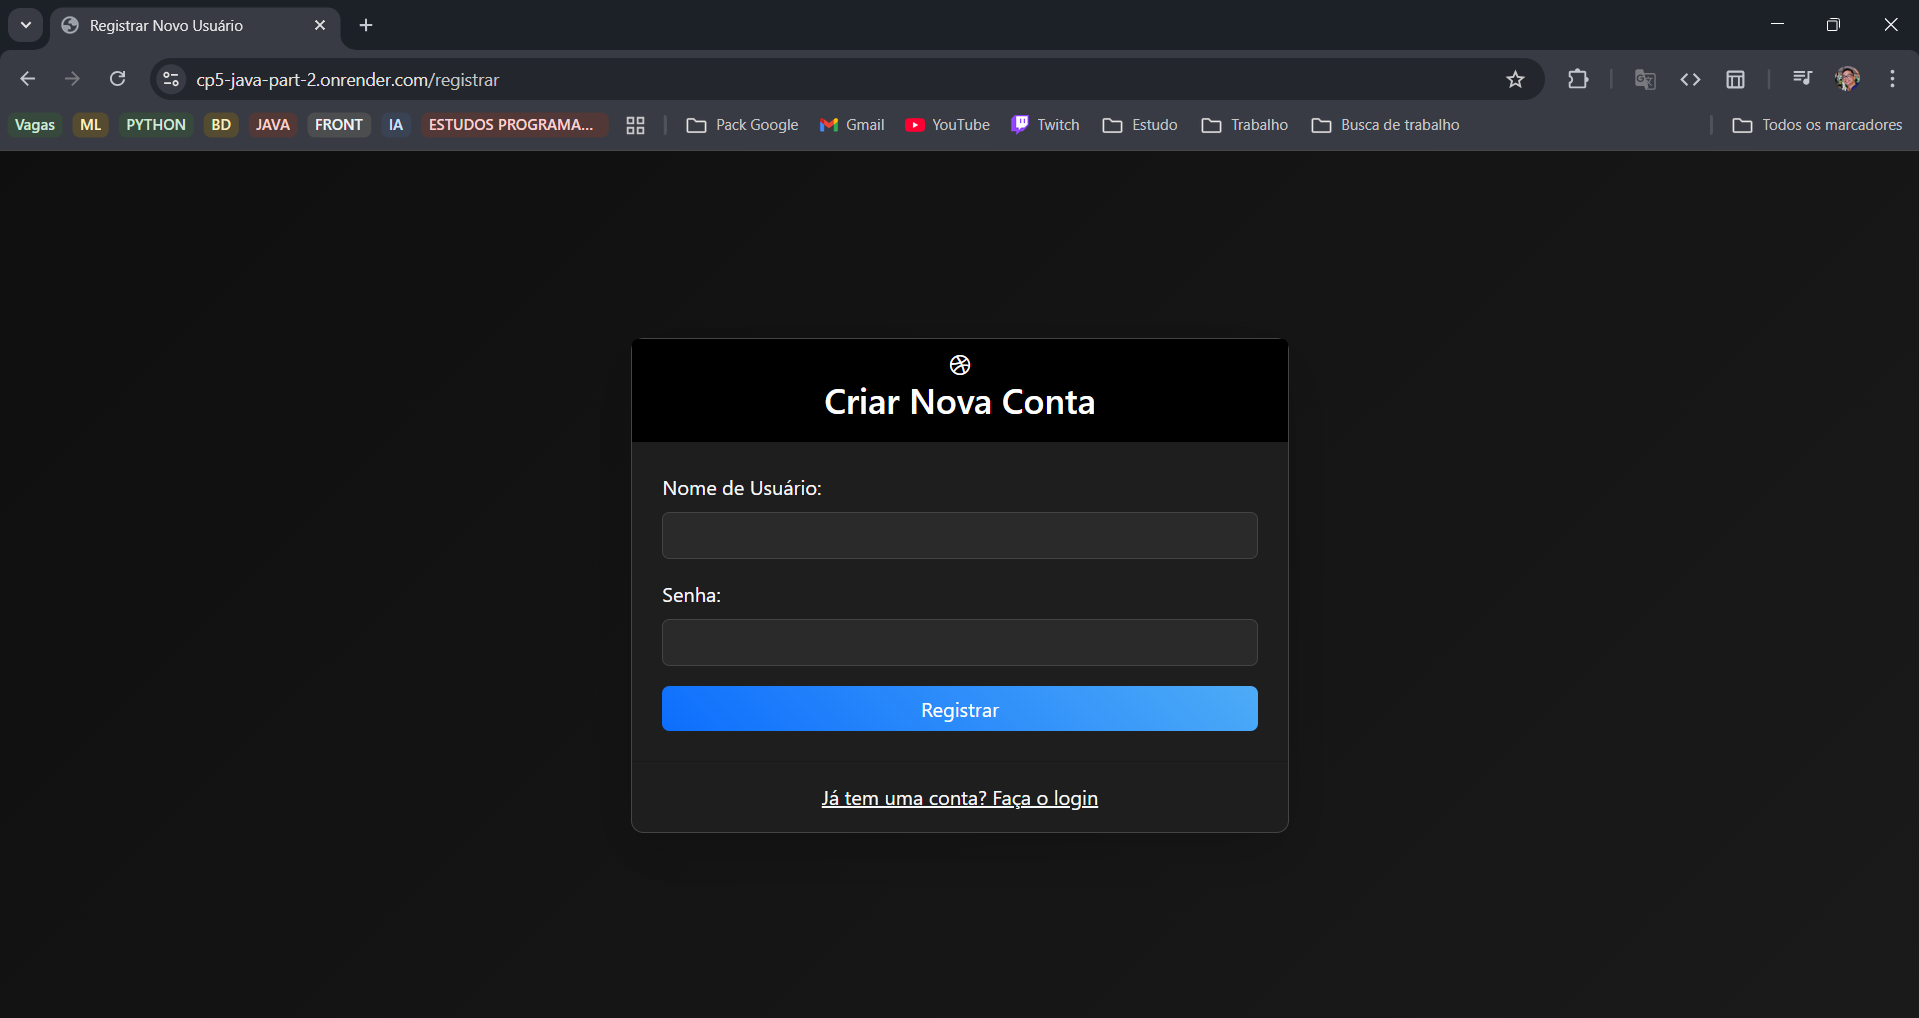 Registrar Novo Usuário
cp5-java-part-2.onrender.com/registrar
Vagas ML PYTHON BD JAVA FRONT IA ESTUDOS PROGRAMA... Pack Google Gmail YouTube Twitch Estudo Trabalho Busca de trabalho Todos os marcadores
Criar Nova Conta
Nome de Usuário:
Senha:
Registrar
Já tem uma conta? Faça o login